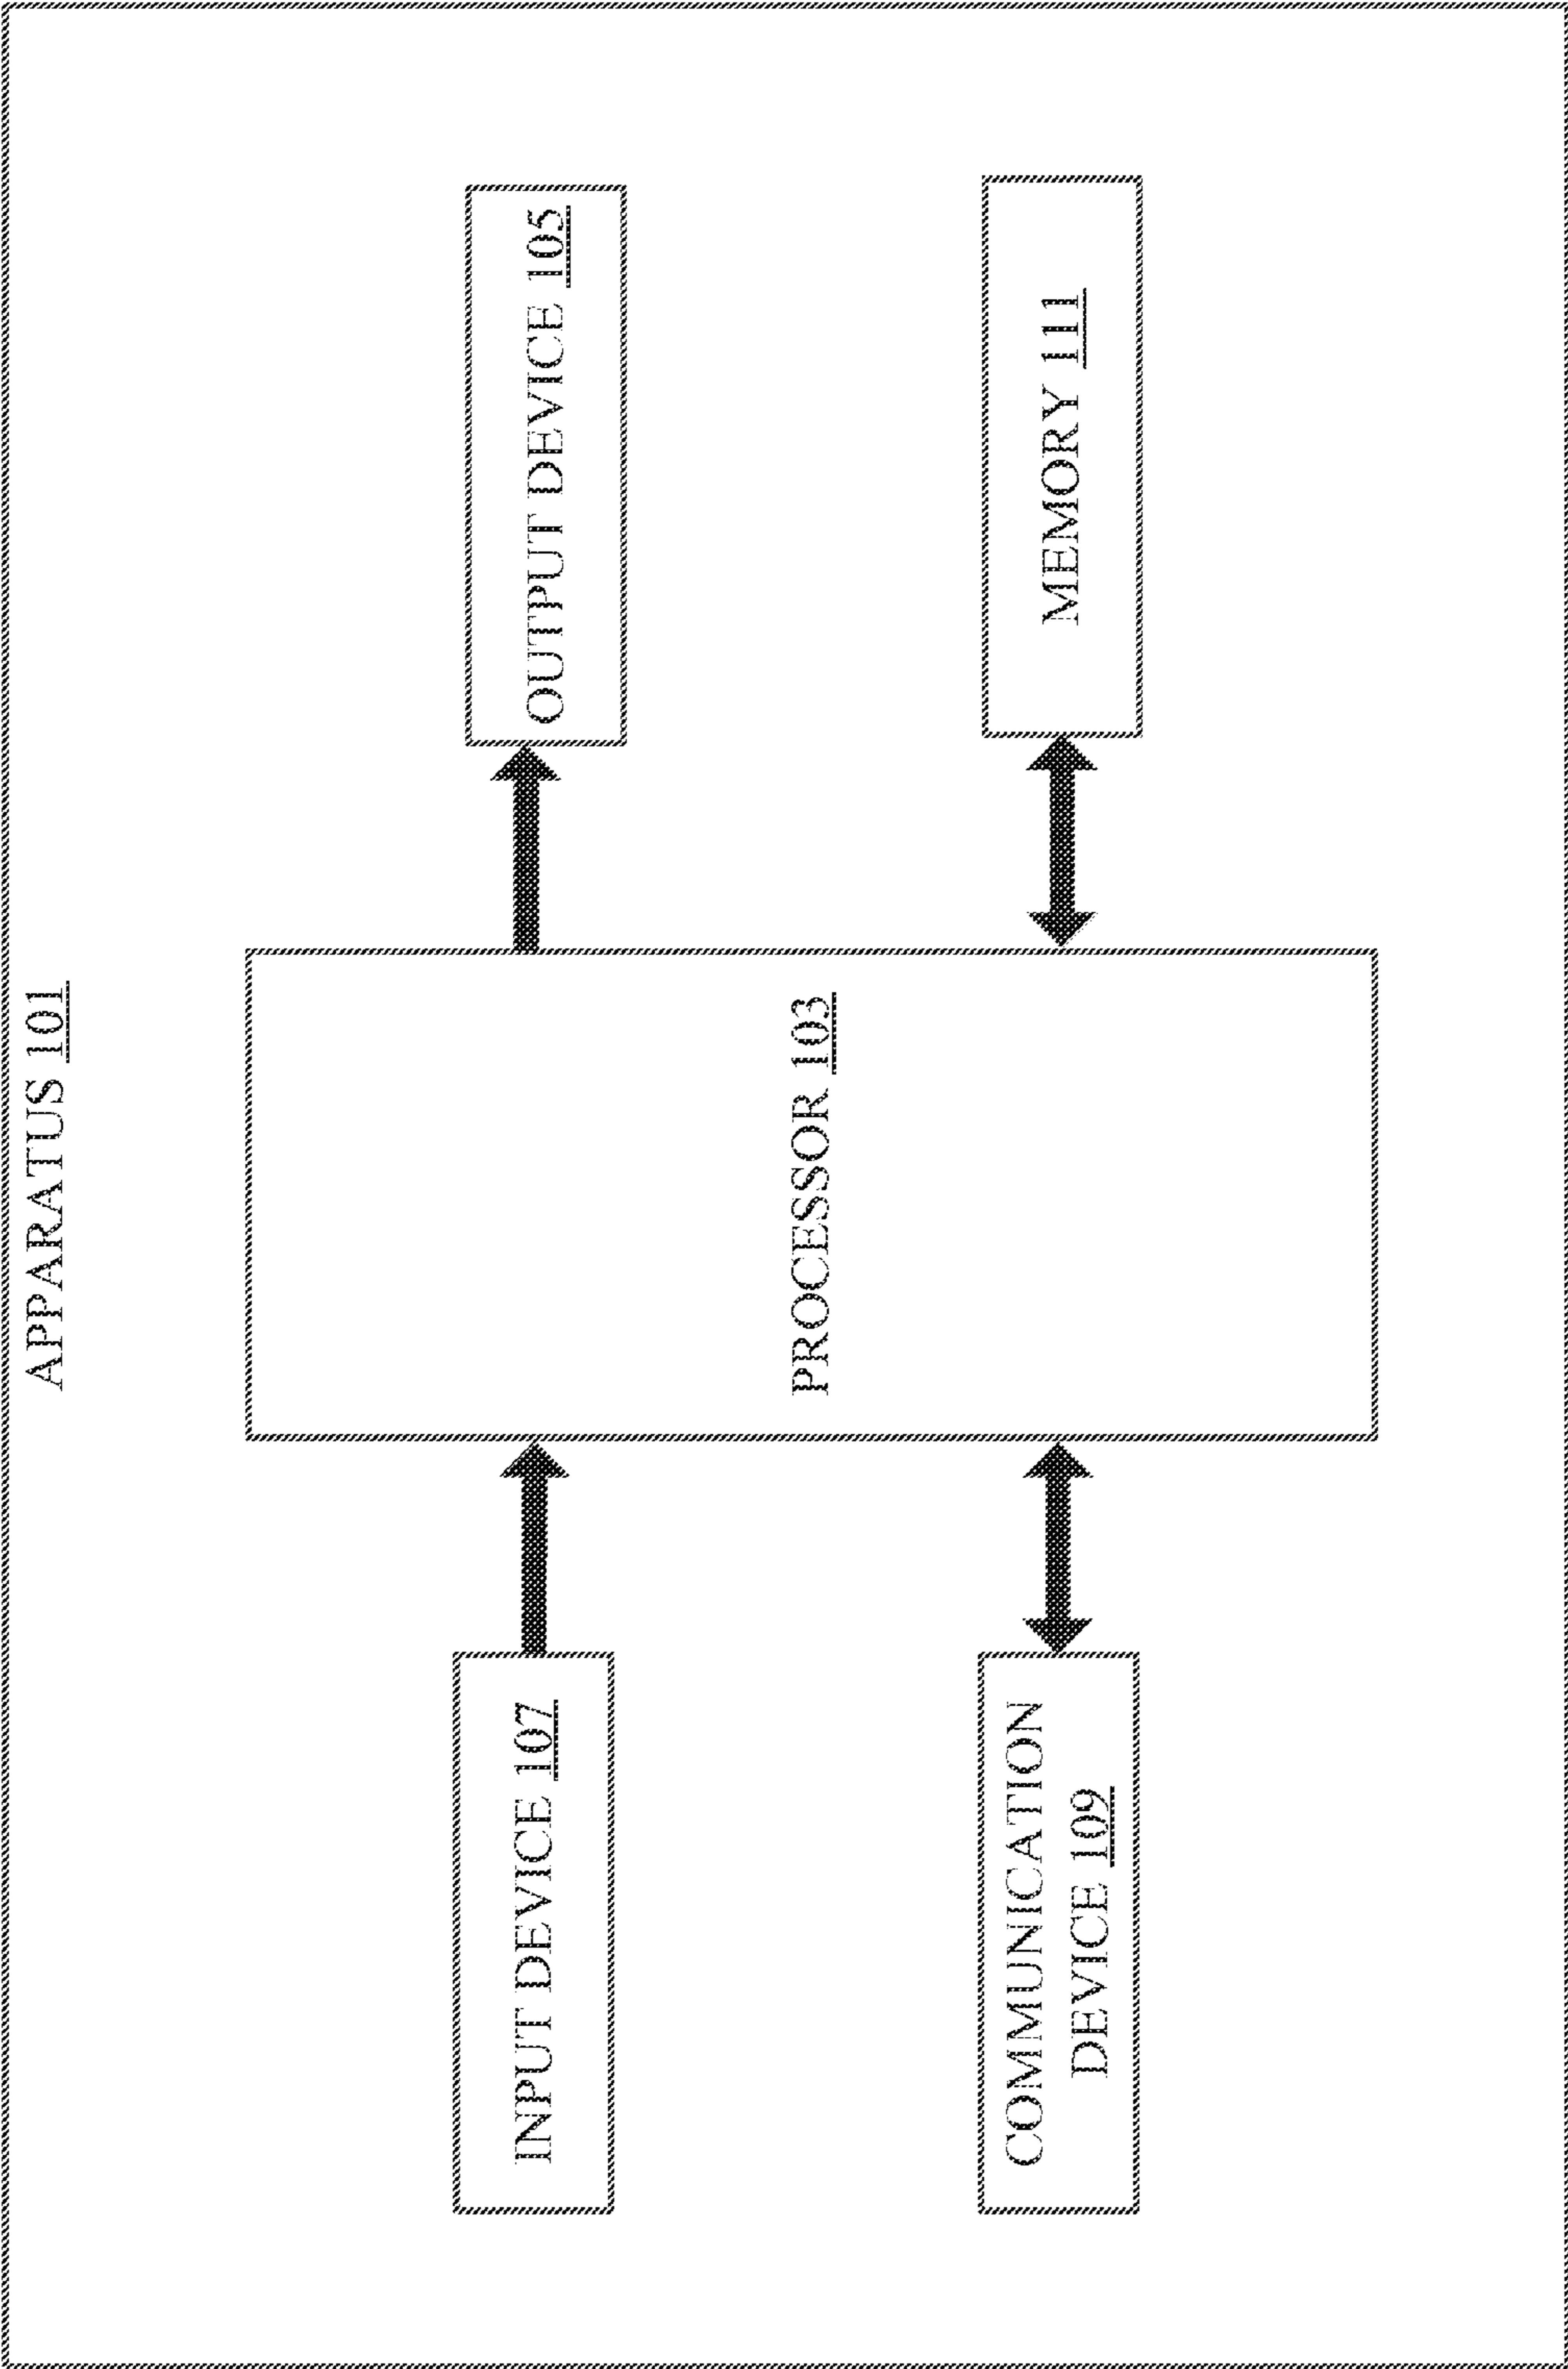 APPARATUS 101
INPUT DEVICE 107
PROCESSOR 103
OUTPUT DEVICE 105
COMMUNICATION
DEVICE 109
MEMORY 111